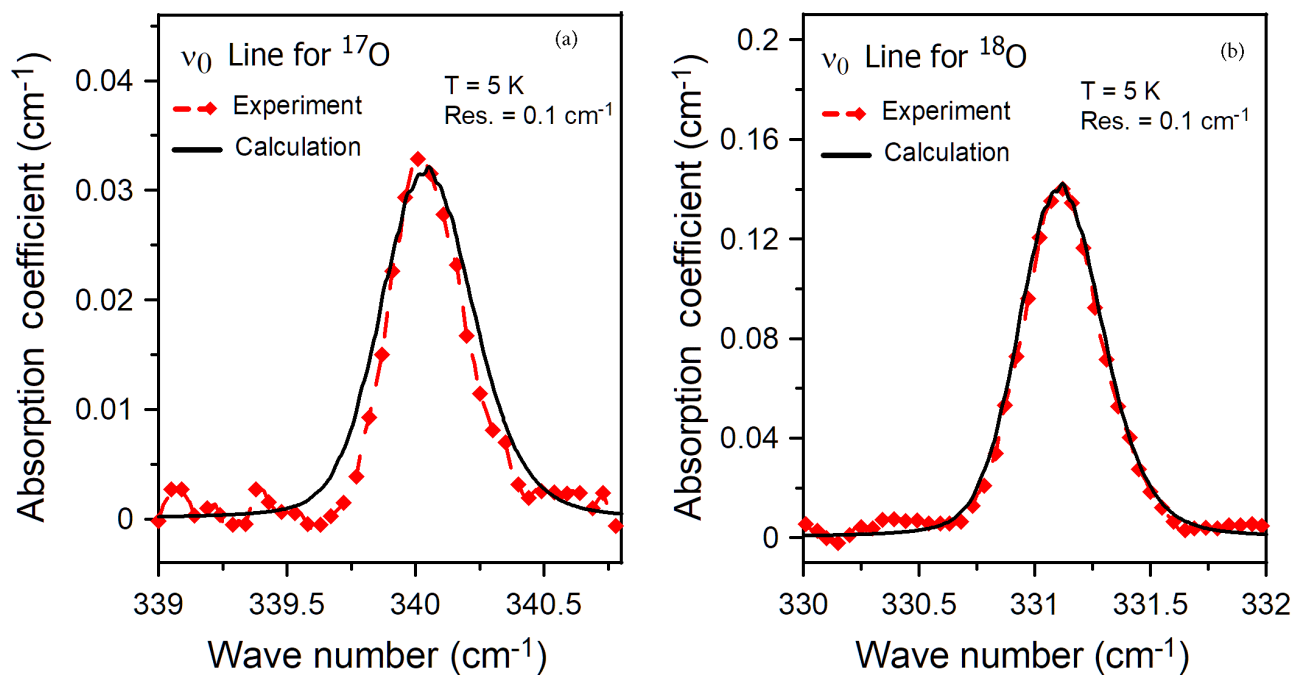 (a)
ν0 Line for 17O
T = 5 K
Res. = 0.1 cm-1
Experiment
Calculation
0.04
0.03
0.02
0.01
0
339
339.5
340
340.5
Wave number (cm-1)
Absorption coefficient (cm-1)
(b)
ν0 Line for 18O
T = 5 K
Res. = 0.1 cm-1
Experiment
Calculation
0.2
0.16
0.12
0.08
0.04
0
330
330.5
331
331.5
332
Wave number (cm-1)
Absorption coefficient (cm-1)